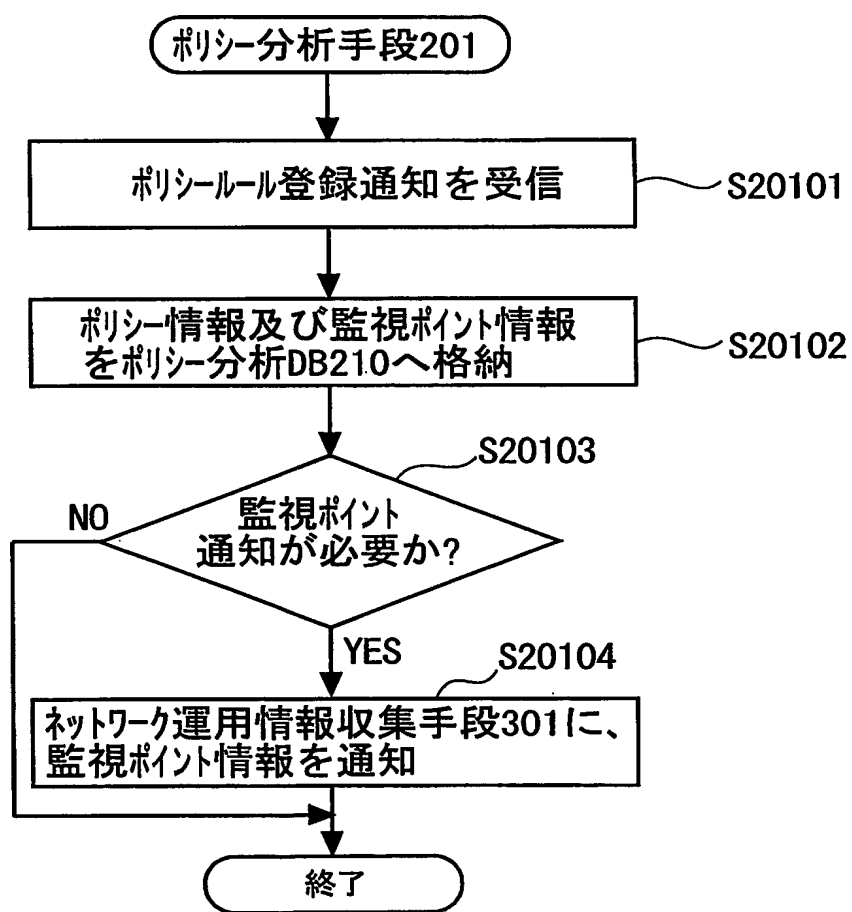 ポリシー分析手段201
ポリシールール登録通知を受信
S20101
ポリシー情報及び監視ポイント情報
をポリシー分析DB210へ格納
S20102
S20103
監視ポイント
通知が必要か?
NO
YES
S20104
ネットワーク運用情報収集手段301に、
監視ポイント情報を通知
終了